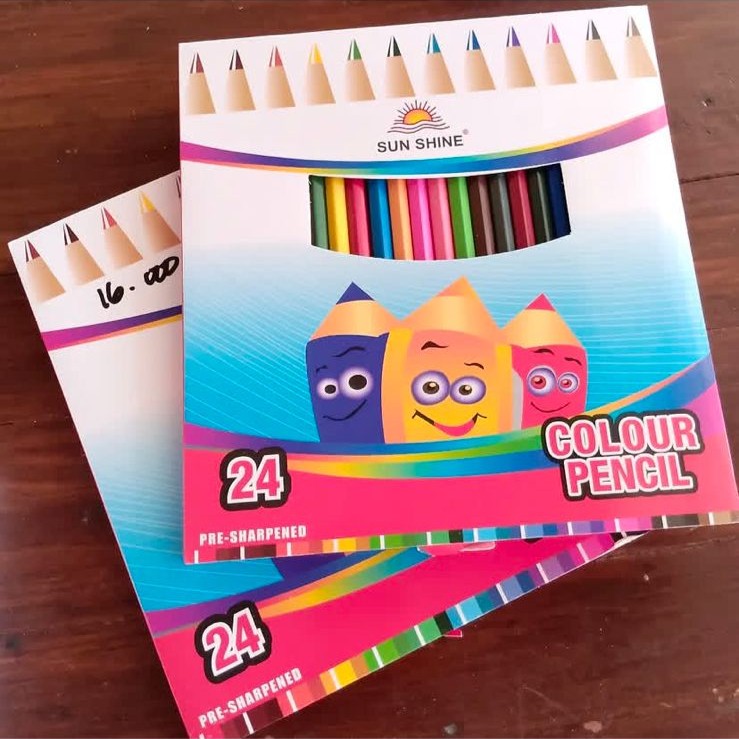 SUN SHINE®
COLOUR
PENCIL
24
PRE-SHARPENED
16.000
24
PRE-SHARPENED